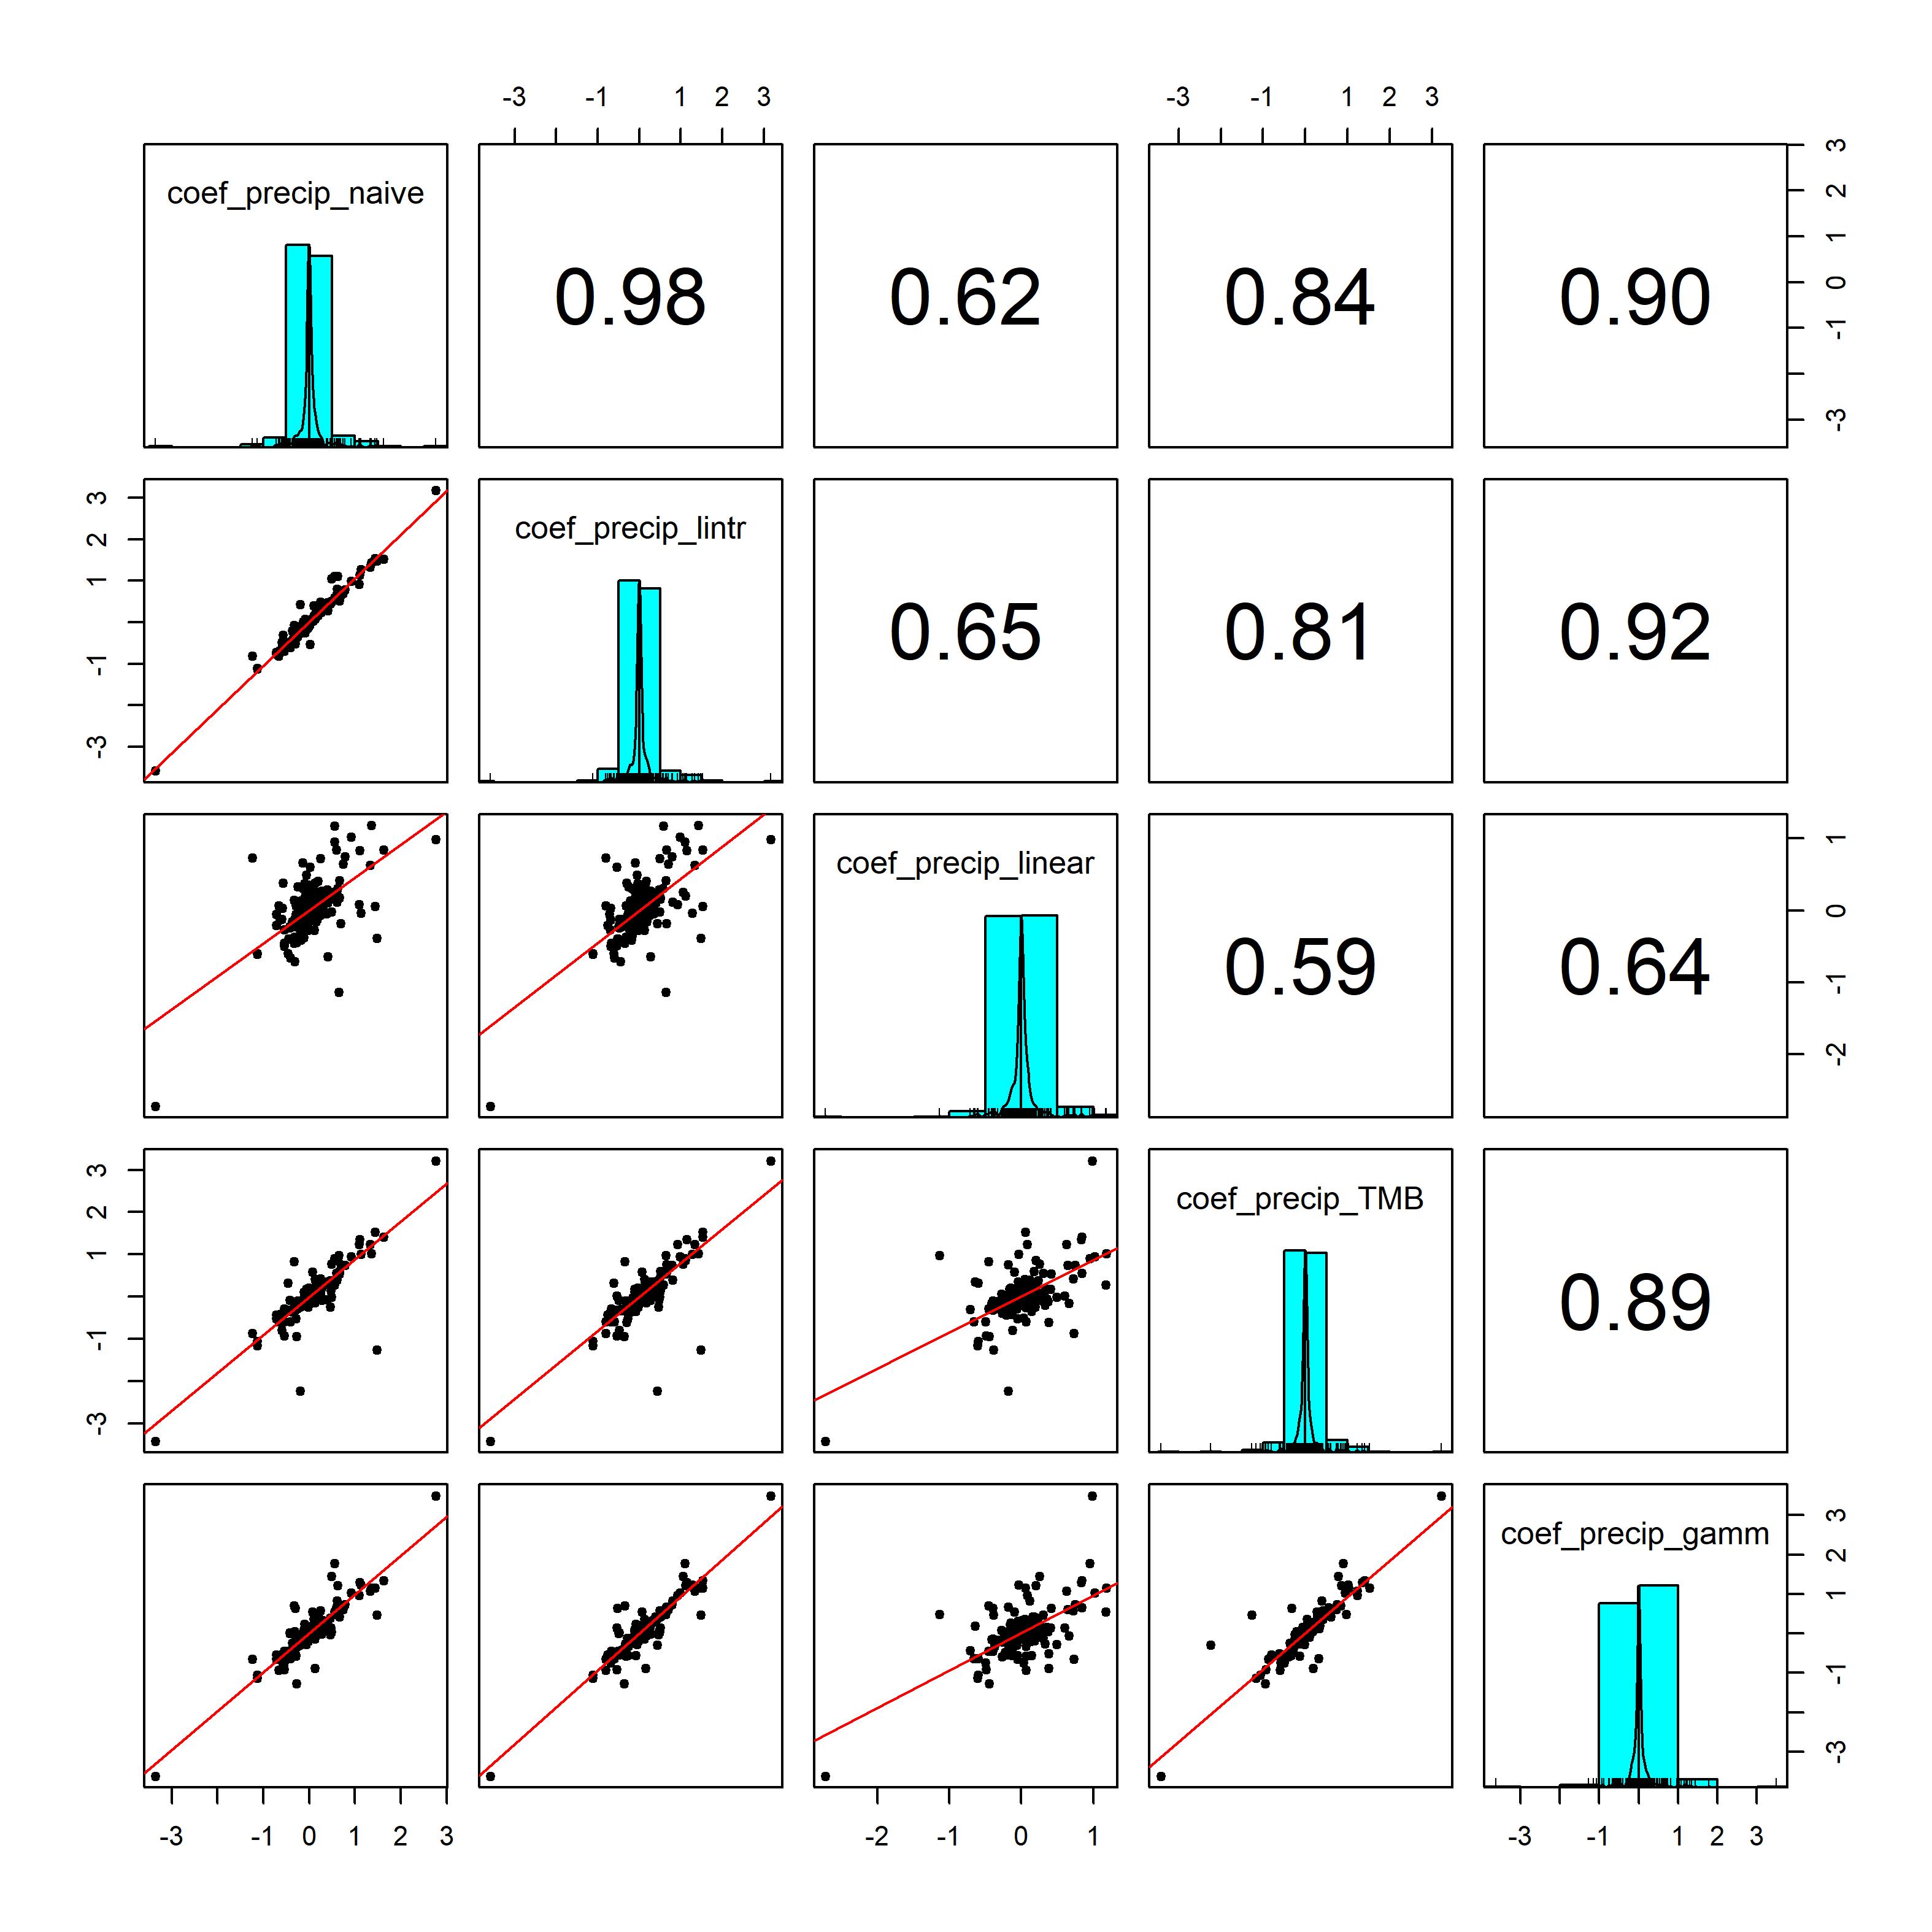 -3 -1 1 2 3 -3 -1 1 2 3
coef_precip_naive 0.98 0.62 0.84 0.90
3 2 1 0 -1 -3
3 2 1 -1 -3
coef_precip_lintr 0.65 0.81 0.92
coef_precip_linear 0.59 0.64
1 0 -1 -2
3 2 1 -1 -3
coef_precip_TMB 0.89
coef_precip_gamm
3 2 1 -1 -3
-3 -1 0 1 2 3 -2 -1 0 1 -3 -1 1 2 3